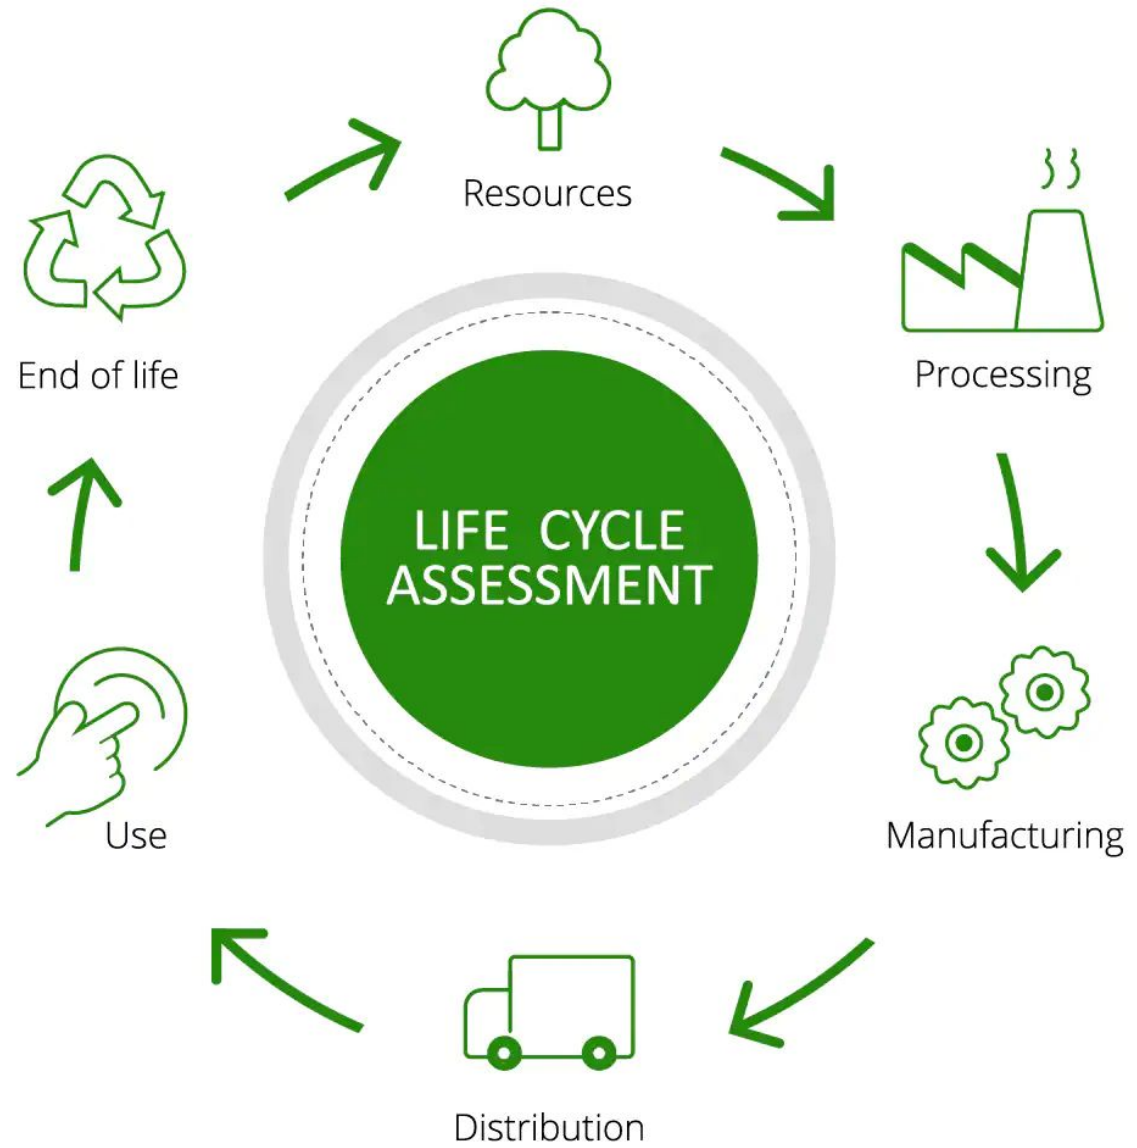 Resources
Processing
Manufacturing
Distribution
Use
End of life
LIFE CYCLE
ASSESSMENT